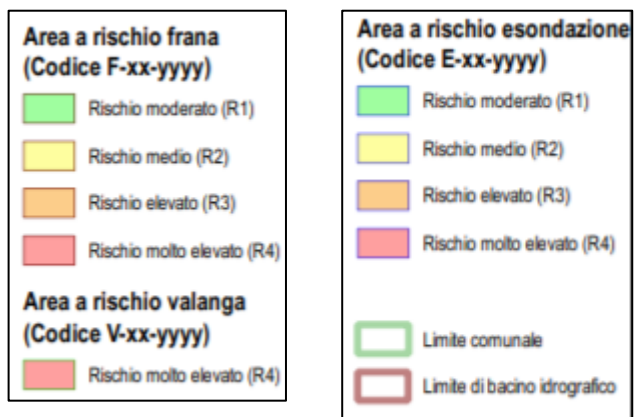 Area a rischio frana
(Codice F-xx-yyyy)
Rischio moderato (R1)
Rischio medio (R2)
Rischio elevato (R3)
Rischio molto elevato (R4)
Area a rischio valanga
(Codice V-xx-yyyy)
Rischio molto elevato (R4)
Area a rischio esondazione
(Codice E-xx-yyyy)
Rischio moderato (R1)
Rischio medio (R2)
Rischio elevato (R3)
Rischio molto elevato (R4)
Limite comunale
Limite di bacino idrografico